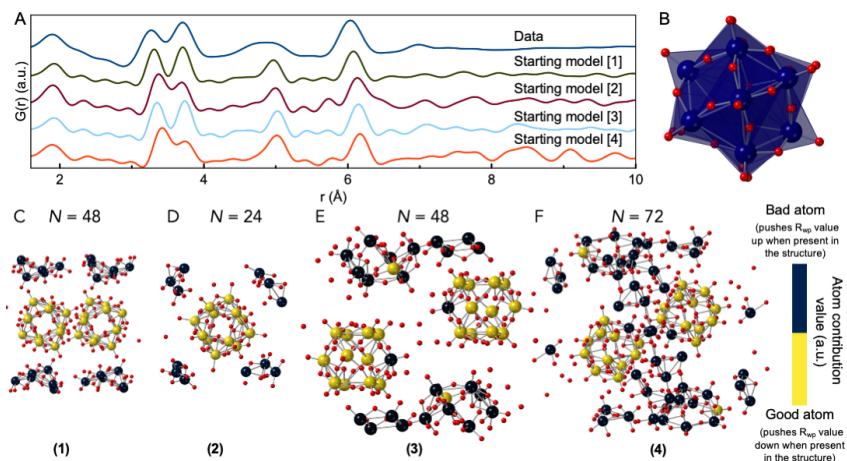 A
B
G(r) (a.u.)
Data
Starting model [1]
Starting model [2]
Starting model [3]
Starting model [4]
2
4
6
8
10
r (Å)
C
N = 48
D
N = 24
E
N = 48
F
N = 72
Bad atom
(pushes Rwp value
up when present in
the structure)
Atom contribution
value (a.u.)
Good atom
(pushes Rwp value
down when present
in the structure)
(1)
(2)
(3)
(4)